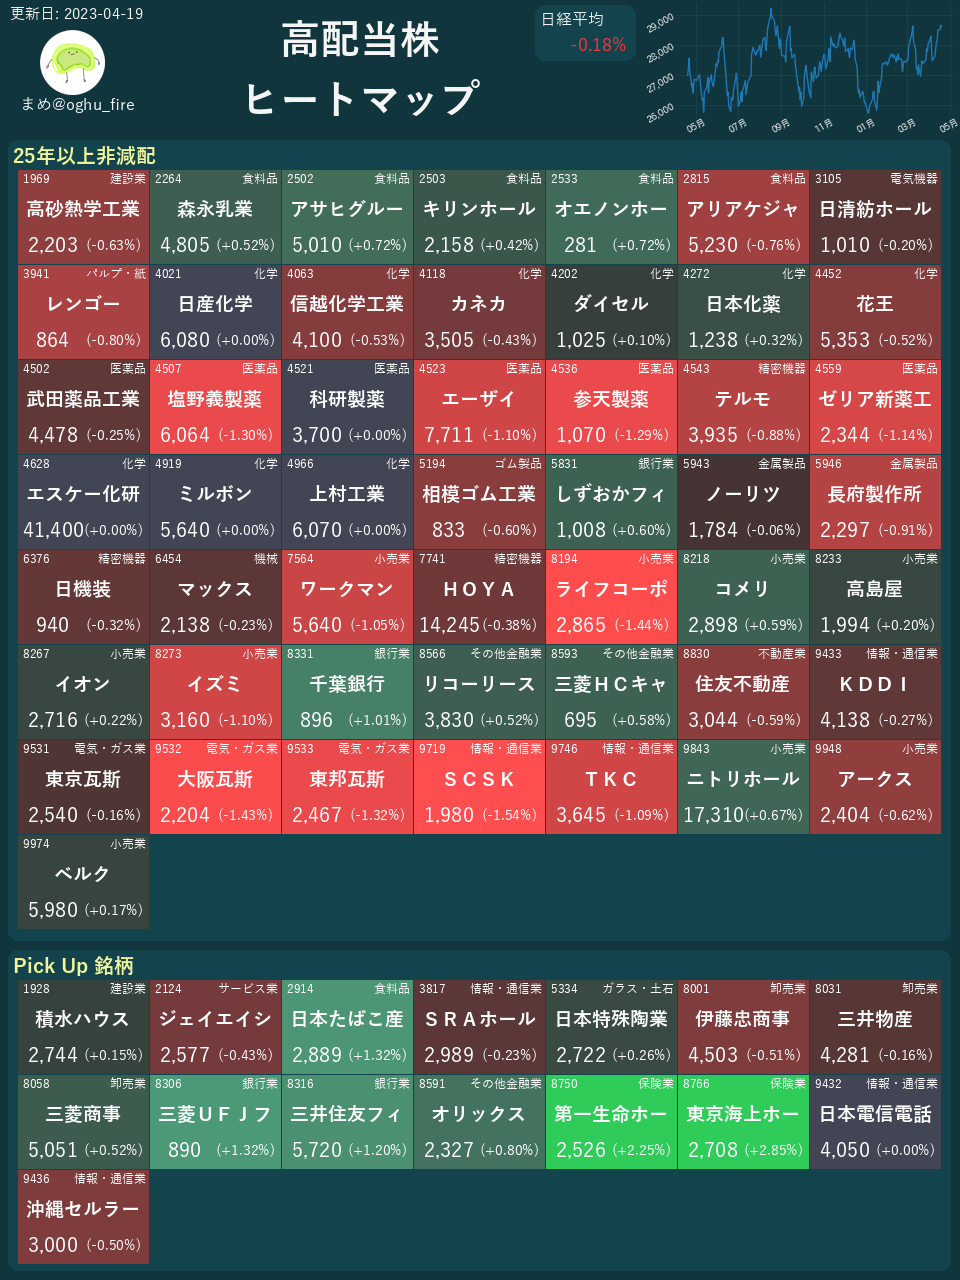 更新日: 2023-04-19
まめ@oghu_fire
高配当株
ヒートマップ
日経平均
-0.18%
29,000
28,000
27,000
26,000
05月 07月 09月 11月 01月 03月 05月
25年以上非減配
1969 建設業 2264 食料品 2502 食料品 2503 食料品 2533 食料品 2815 食料品 3105 電気機器
高砂熱学工業 森永乳業 アサヒグルー キリンホール オエノンホー アリアケジャ 日清紡ホール
2,203 (-0.63%) 4,805 (+0.52%) 5,010 (+0.72%) 2,158 (+0.42%) 281 (+0.72%) 5,230 (-0.76%) 1,010 (-0.20%)
3941 パルプ・紙 4021 化学 4063 化学 4118 化学 4202 化学 4272 化学 4452 化学
レンゴー 日産化学 信越化学工業 カネカ ダイセル 日本化薬 花王
864 (-0.80%) 6,080 (+0.00%) 4,100 (-0.53%) 3,505 (-0.43%) 1,025 (+0.10%) 1,238 (+0.32%) 5,353 (-0.52%)
4502 医薬品 4507 医薬品 4521 医薬品 4523 医薬品 4536 医薬品 4543 精密機器 4559 医薬品
武田薬品工業 塩野義製薬 科研製薬 エーザイ 参天製薬 テルモ ゼリア新薬工
4,478 (-0.25%) 6,064 (-1.30%) 3,700 (+0.00%) 7,711 (-1.10%) 1,070 (-1.29%) 3,935 (-0.88%) 2,344 (-1.14%)
4628 化学 4919 化学 4966 化学 5194 ゴム製品 5831 銀行業 5943 金属製品 5946 金属製品
エスケー化研 ミルボン 上村工業 相模ゴム工業 しずおかフィ ノーリツ 長府製作所
41,400(+0.00%) 5,640 (+0.00%) 6,070 (+0.00%) 833 (-0.60%) 1,008 (+0.60%) 1,784 (-0.06%) 2,297 (-0.91%)
6376 精密機器 6454 機械 7564 小売業 7741 精密機器 8194 小売業 8218 小売業 8233 小売業
日機装 マックス ワークマン ＨＯＹＡ ライフコーポ コメリ 高島屋
940 (-0.32%) 2,138 (-0.23%) 5,640 (-1.05%) 14,245(-0.38%) 2,865 (-1.44%) 2,898 (+0.59%) 1,994 (+0.20%)
8267 小売業 8273 小売業 8331 銀行業 8566 その他金融業 8593 その他金融業 8830 不動産業 9433 情報・通信業
イオン イズミ 千葉銀行 リコーリース 三菱ＨＣキャ 住友不動産 ＫＤＤＩ
2,716 (+0.22%) 3,160 (-1.10%) 896 (+1.01%) 3,830 (+0.52%) 695 (+0.58%) 3,044 (-0.59%) 4,138 (-0.27%)
9531 電気・ガス業 9532 電気・ガス業 9533 電気・ガス業 9719 情報・通信業 9746 情報・通信業 9843 小売業 9948 小売業
東京瓦斯 大阪瓦斯 東邦瓦斯 ＳＣＳＫ ＴＫＣ ニトリホール アークス
2,540 (-0.16%) 2,204 (-1.43%) 2,467 (-1.32%) 1,980 (-1.54%) 3,645 (-1.09%) 17,310(+0.67%) 2,404 (-0.62%)
9974 小売業
ベルク
5,980 (+0.17%)
Pick Up 銘柄
1928 建設業 2124 サービス業 2914 食料品 3817 情報・通信業 5334 ガラス・土石 8001 卸売業 8031 卸売業
積水ハウス ジェイエイシ 日本たばこ産 ＳＲＡホール 日本特殊陶業 伊藤忠商事 三井物産
2,744 (+0.15%) 2,577 (-0.43%) 2,889 (+1.32%) 2,989 (-0.23%) 2,722 (+0.26%) 4,503 (-0.51%) 4,281 (-0.16%)
8058 卸売業 8306 銀行業 8316 銀行業 8591 その他金融業 8750 保険業 8766 保険業 9432 情報・通信業
三菱商事 三菱ＵＦＪフ 三井住友フィ オリックス 第一生命ホー 東京海上ホー 日本電信電話
5,051 (+0.52%) 890 (+1.32%) 5,720 (+1.20%) 2,327 (+0.80%) 2,526 (+2.25%) 2,708 (+2.85%) 4,050 (+0.00%)
9436 情報・通信業
沖縄セルラー
3,000 (-0.50%)